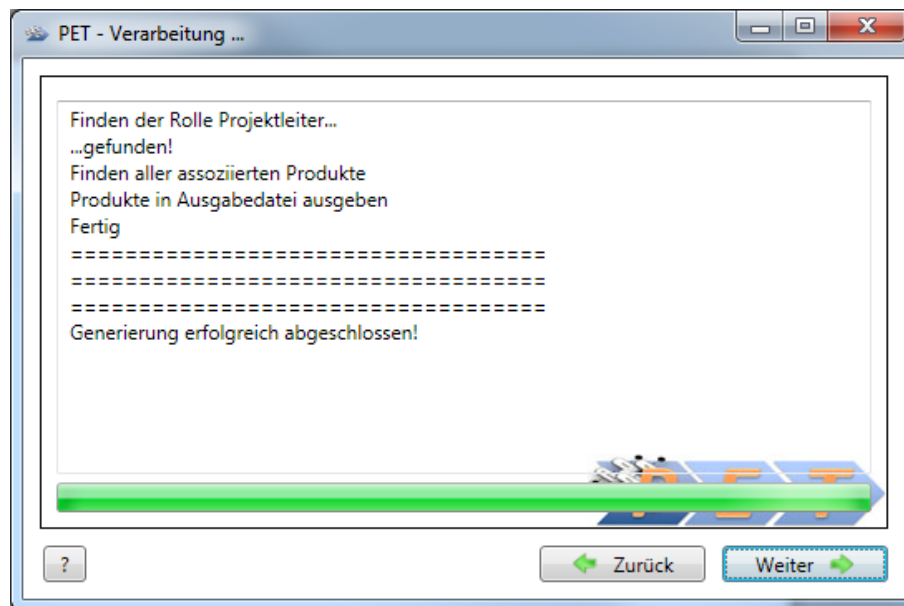 PET - Verarbeitung ...
Finden der Rolle Projektleiter...
...gefunden!
Finden aller assoziierten Produkte
Produkte in Ausgabedatei ausgeben
Fertig
===================================
===================================
===================================
Generierung erfolgreich abgeschlossen!
PET
?
Zurück
Weiter